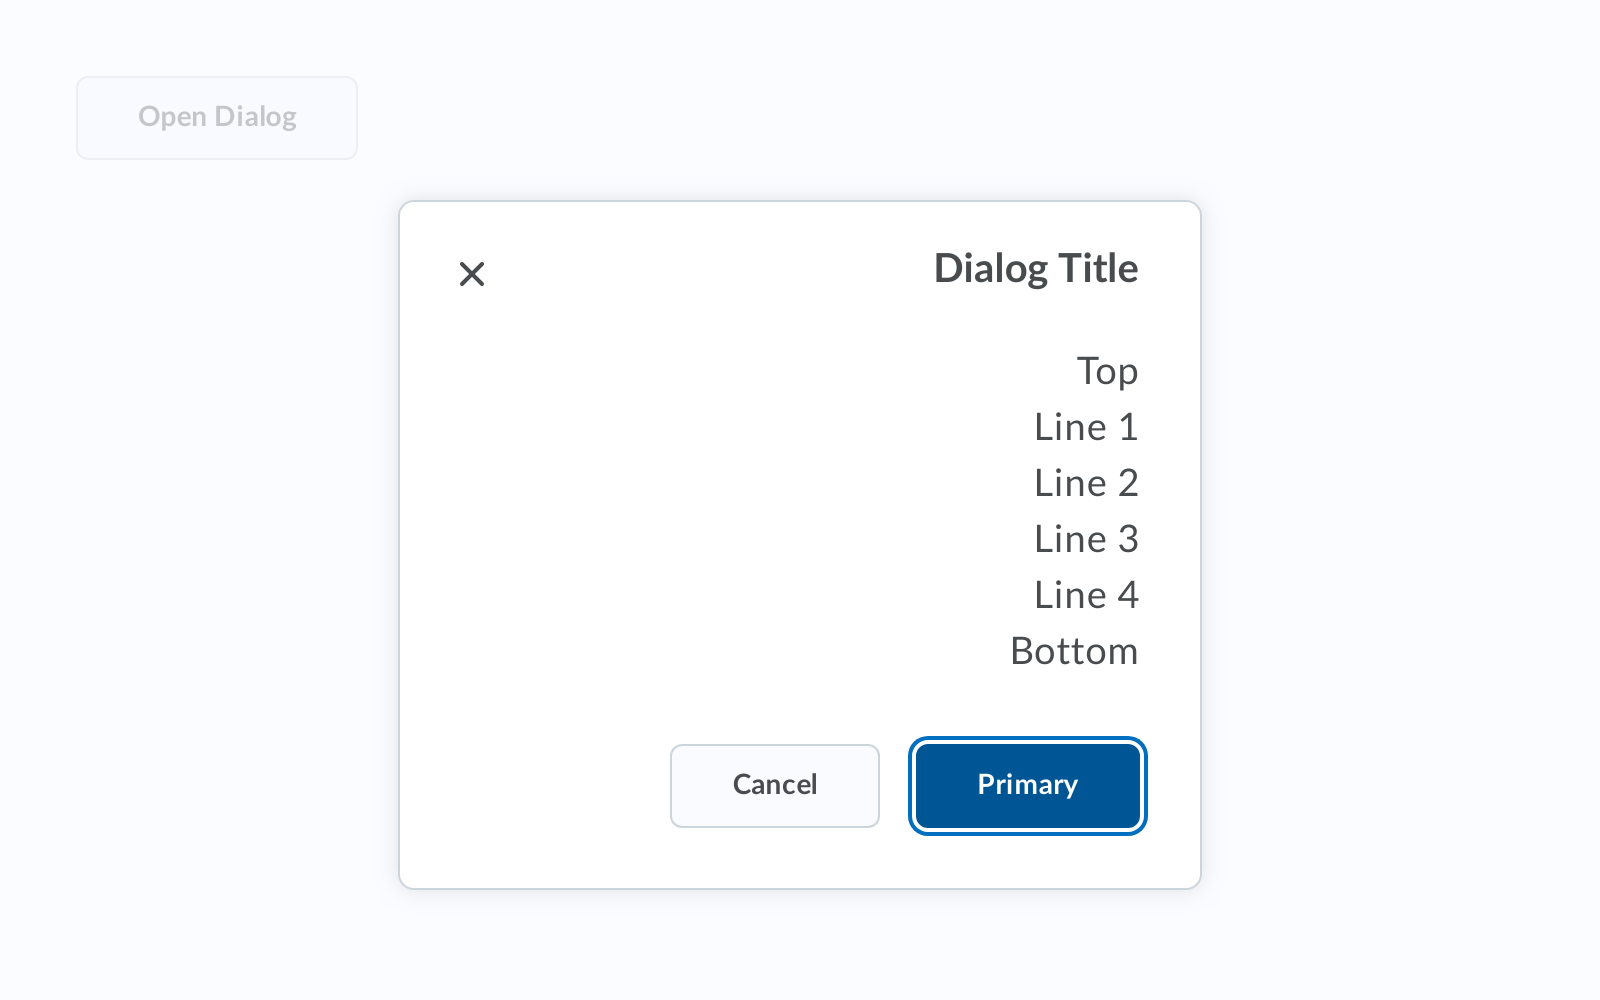 Open Dialog
Dialog Title
Top
Line 1
Line 2
Line 3
Line 4
Bottom
Primary
Cancel